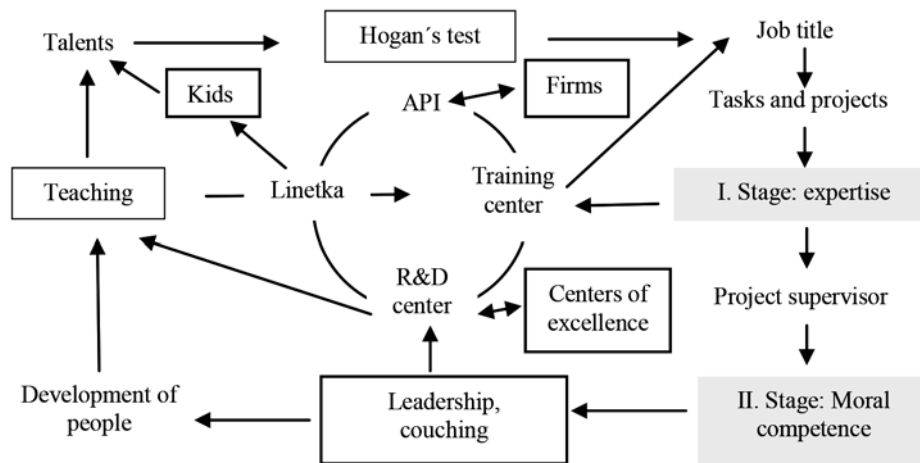 Talents
Hogan´s test
Job title
Kids
API
Firms
Tasks and projects
Teaching
Linetka
Training
center
I. Stage: expertise
R&D
center
Centers of
excellence
Project supervisor
Development of
people
Leadership,
couching
II. Stage: Moral
competence